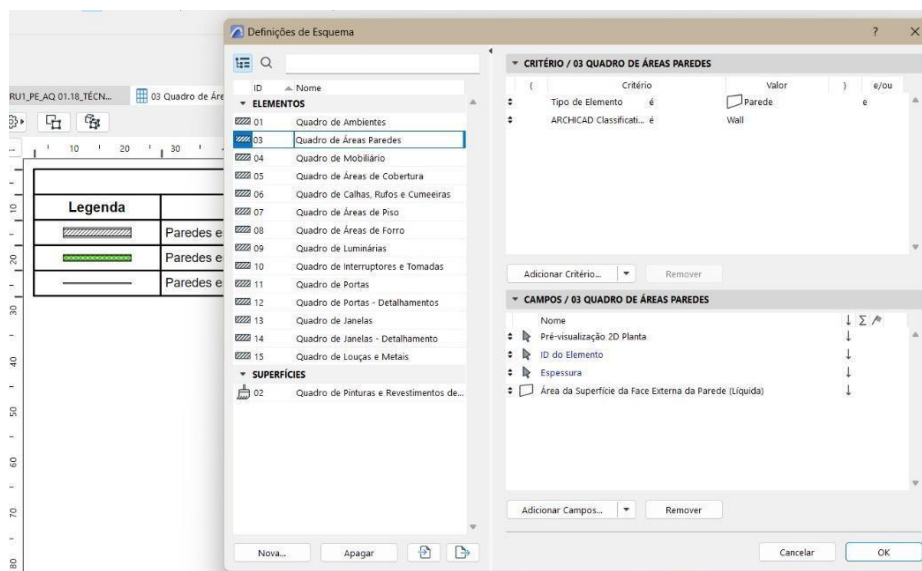 Definições de Esquema
?
RU1_PE_AQ 01.18_TÉCN...
03 Quadro de Áre
10 20 30
Legenda
Paredes e
Paredes e
Paredes e
10
20
30
40
50
60
70
80
ID Nome
ELEMENTOS
01 Quadro de Ambientes
03 Quadro de Áreas Paredes
04 Quadro de Mobiliário
05 Quadro de Áreas de Cobertura
06 Quadro de Calhas, Rufos e Cumeeiras
07 Quadro de Áreas de Piso
08 Quadro de Áreas de Forro
09 Quadro de Luminárias
10 Quadro de Interruptores e Tomadas
11 Quadro de Portas
12 Quadro de Portas - Detalhamentos
13 Quadro de Janelas
14 Quadro de Janelas - Detalhamento
15 Quadro de Louças e Metais
SUPERFÍCIES
02 Quadro de Pinturas e Revestimentos de...
Nova... Apagar
CRITÉRIO / 03 QUADRO DE ÁREAS PAREDES
( Critério Valor ) e/ou
Tipo de Elemento é Parede e
ARCHICAD Classificati... é Wall
Adicionar Critério... Remover
CAMPOS / 03 QUADRO DE ÁREAS PAREDES
Nome Σ
Pré-visualização 2D Planta
ID do Elemento
Espessura
Área da Superfície da Face Externa da Parede (Líquida)
Adicionar Campos... Remover
Cancelar OK